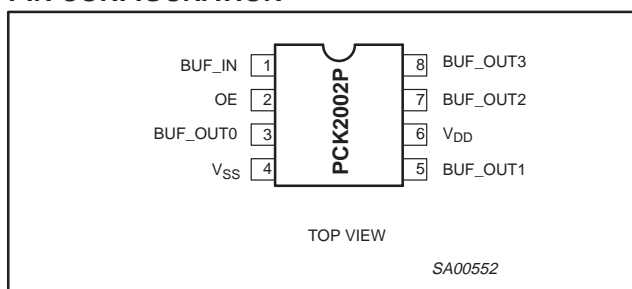 BUF_IN 1 8 BUF_OUT3
OE 2 7 BUF_OUT2
BUF_OUT0 3 6 VDD
VSS 4 5 BUF_OUT1
PCK2002P
TOP VIEW
SA00552